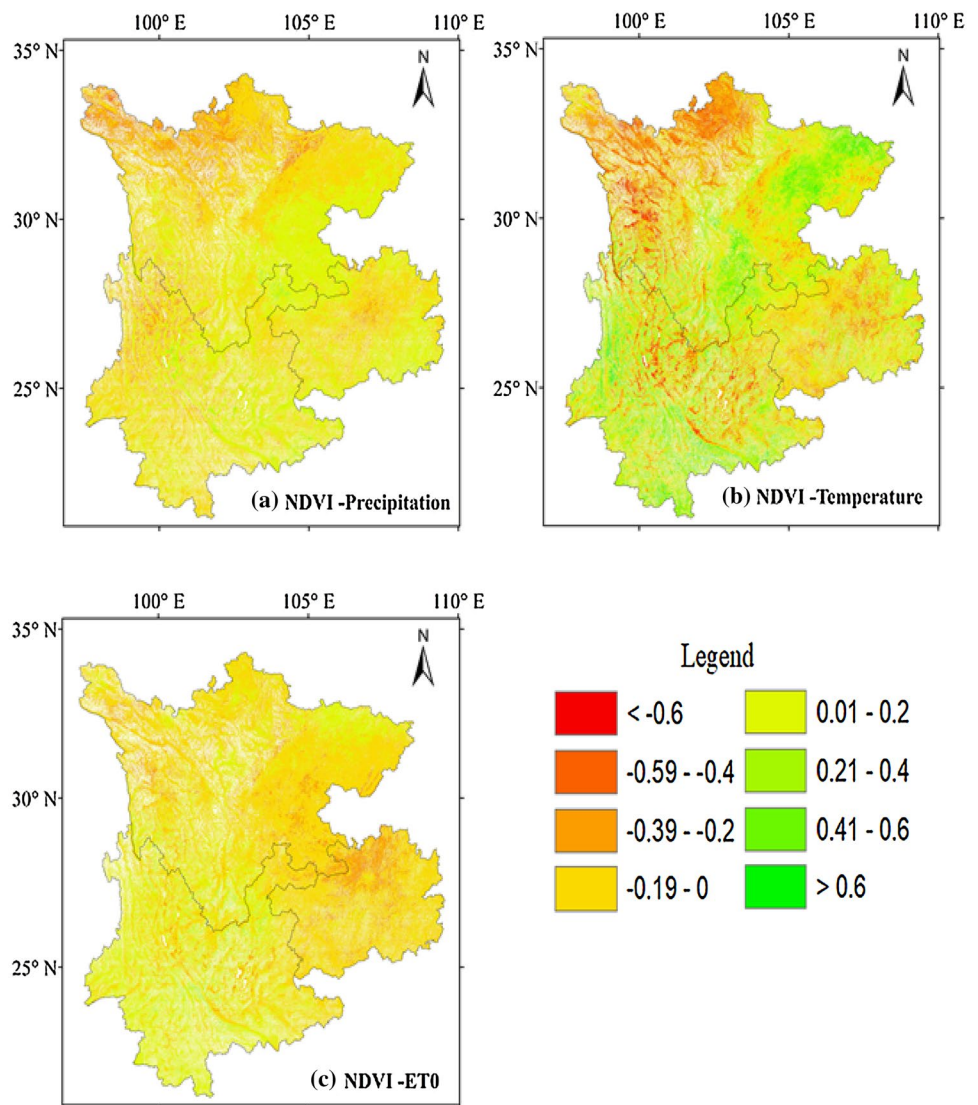 100° E 105° E 110° E
100° E 105° E 110° E
35° N
30° N
25° N
N
(a) NDVI -Precipitation
35° N
30° N
25° N
N
(b) NDVI -Temperature
100° E 105° E 110° E
35° N
30° N
25° N
N
(c) NDVI -ET0
Legend
< -0.6
-0.59 - -0.4
-0.39 - -0.2
-0.19 - 0
0.01 - 0.2
0.21 - 0.4
0.41 - 0.6
> 0.6